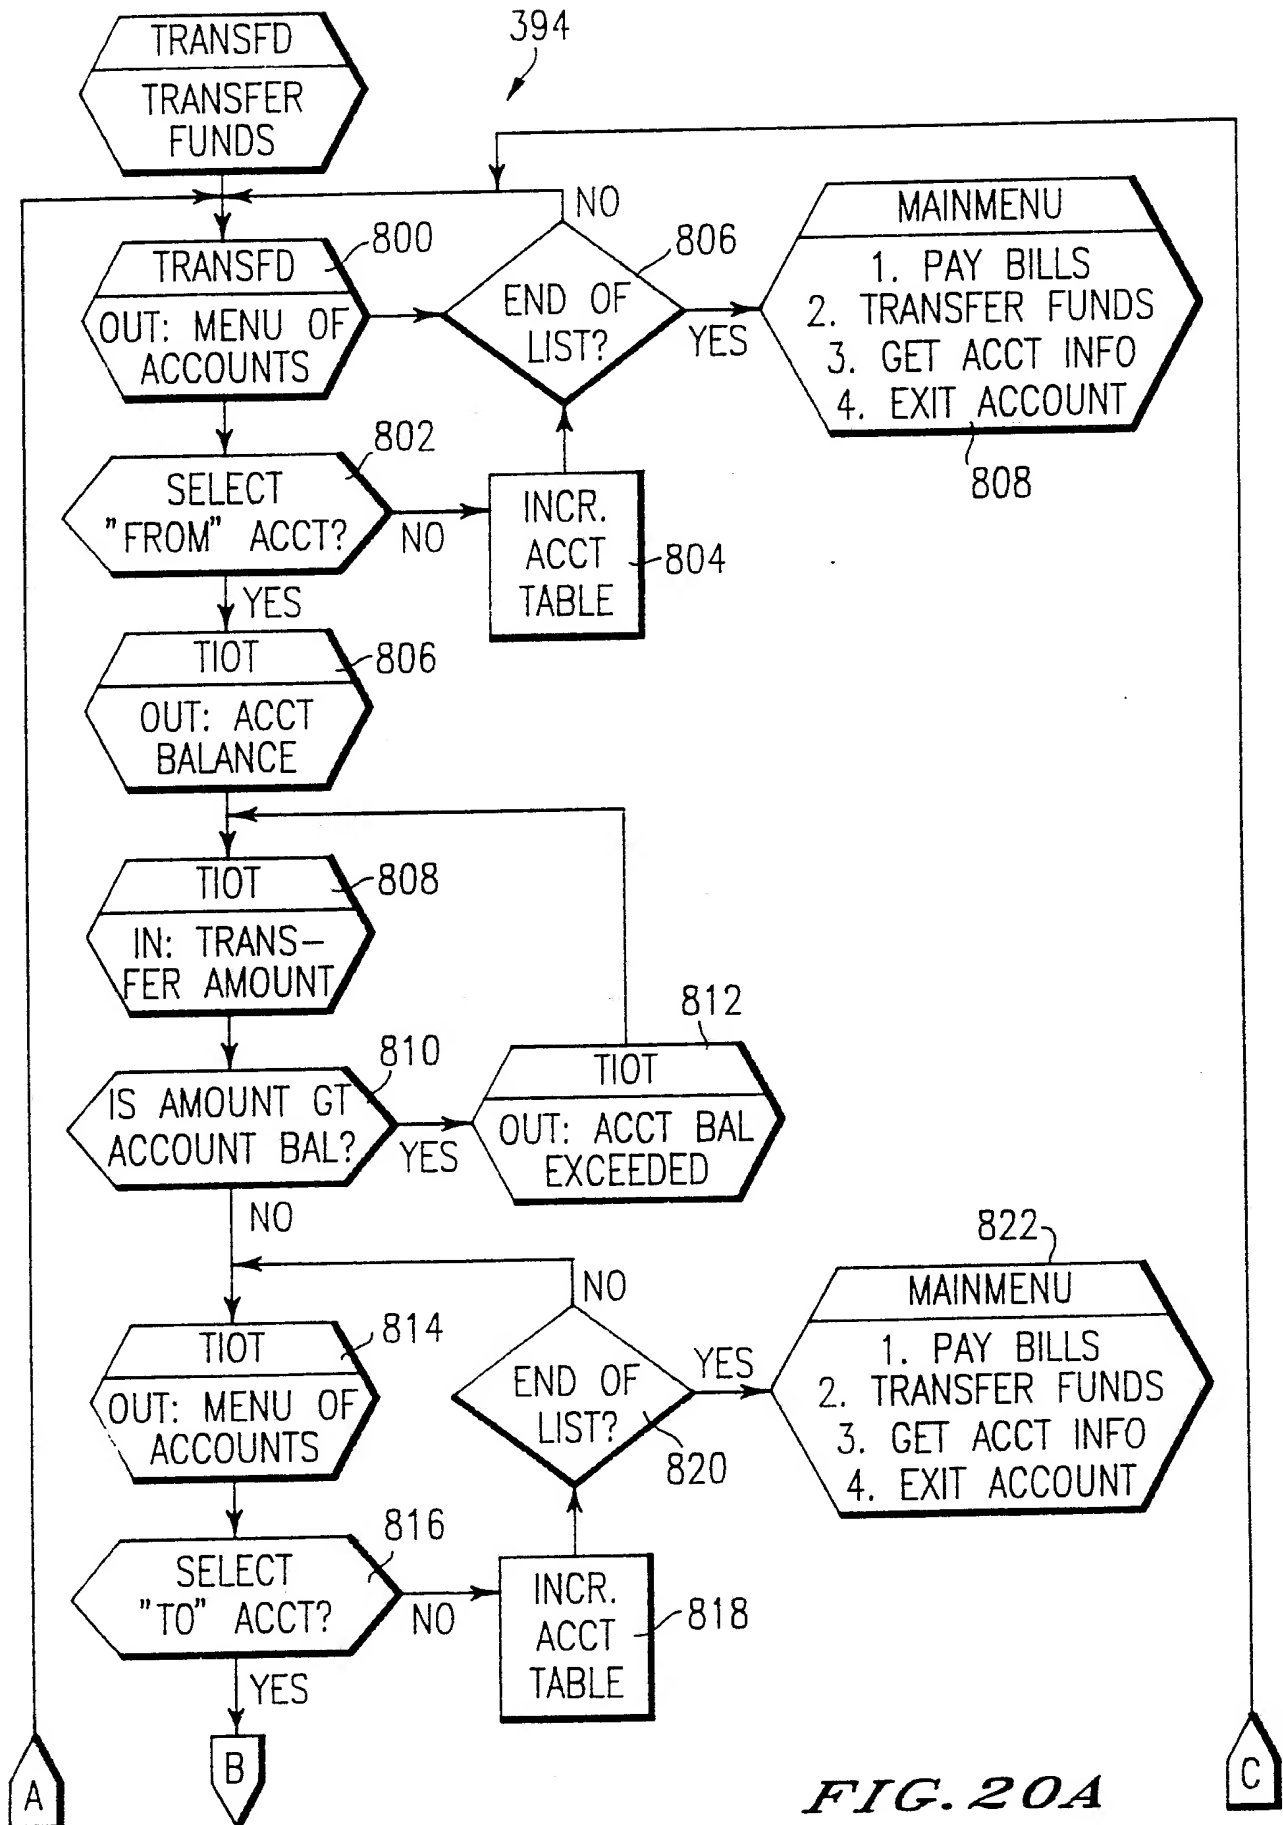 TRANSFD
TRANSFER
FUNDS
394
TRANSFD
OUT: MENU OF
ACCOUNTS
800
NO
END OF
LIST?
806
YES
MAINMENU
1. PAY BILLS
2. TRANSFER FUNDS
3. GET ACCT INFO
4. EXIT ACCOUNT
808
SELECT
"FROM" ACCT?
802
NO
INCR.
ACCT
TABLE
804
YES
TIOT
OUT: ACCT
BALANCE
806
TIOT
IN: TRANS-
FER AMOUNT
808
IS AMOUNT GT
ACCOUNT BAL?
810
YES
TIOT
OUT: ACCT BAL
EXCEEDED
812
NO
TIOT
OUT: MENU OF
ACCOUNTS
814
NO
END OF
LIST?
820
YES
822
MAINMENU
1. PAY BILLS
2. TRANSFER FUNDS
3. GET ACCT INFO
4. EXIT ACCOUNT
SELECT
"TO" ACCT?
816
NO
INCR.
ACCT
TABLE
818
YES
A
B
C
FIG. 20A